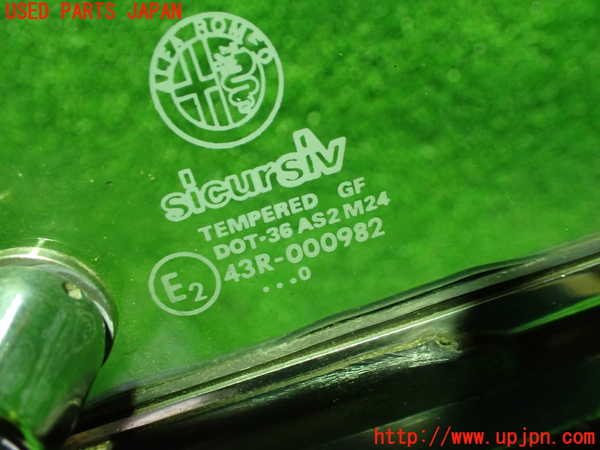 USED PARTS JAPAN
ALFA ROMEO
sicursiv
TEMPERED GF
DOT-36 AS2 M24
43R-000982
E2
...0
http://www.upjpn.com/